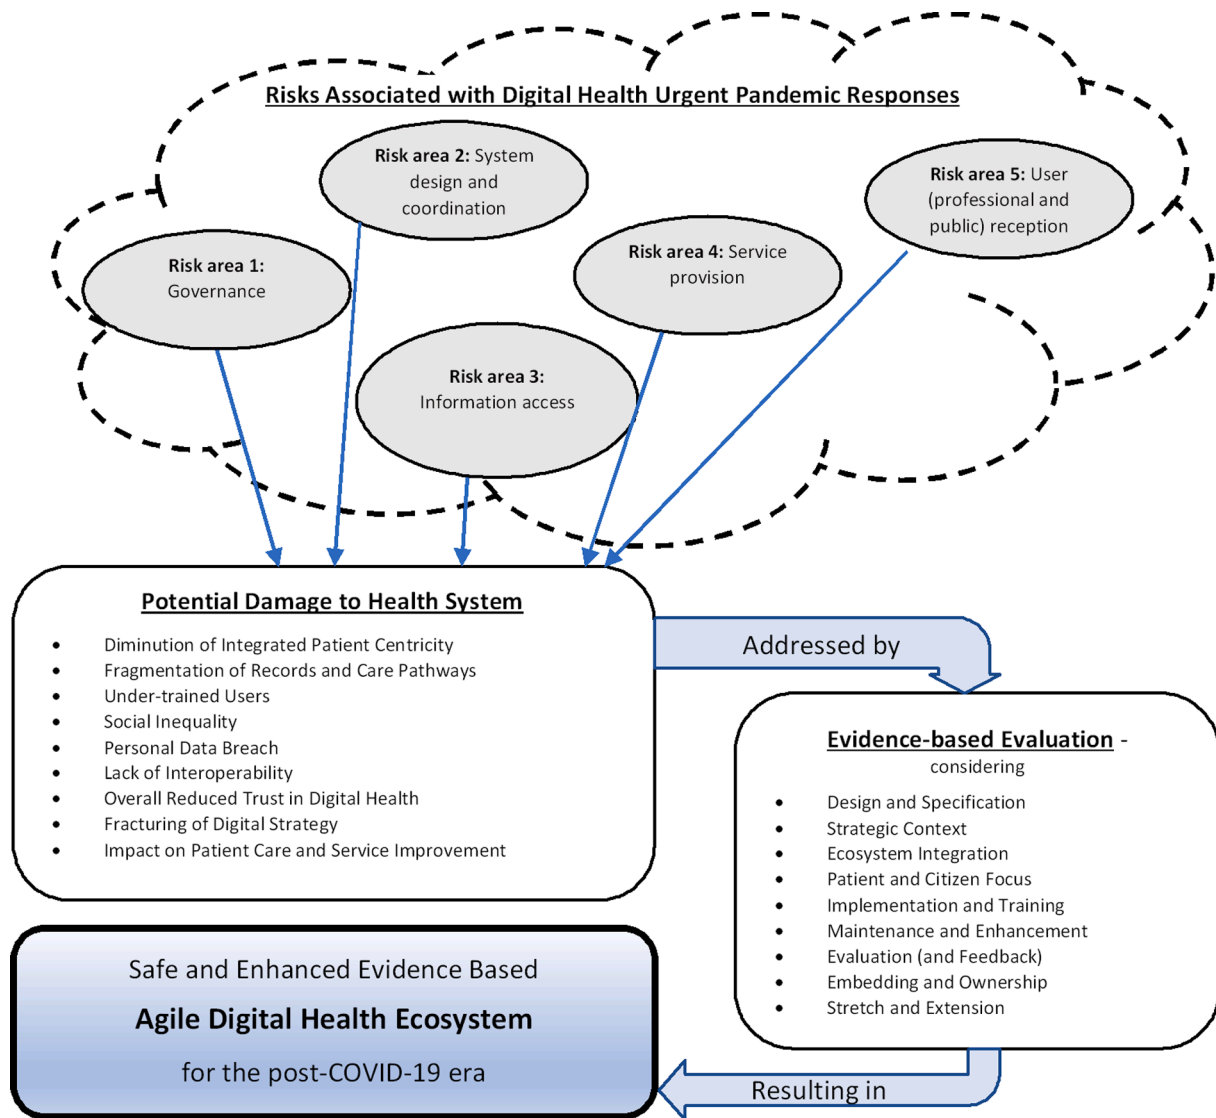 Risks Associated with Digital Health Urgent Pandemic Responses
Risk area 2: System
design and
coordination
Risk area 5: User
(professional and
public) reception
Risk area 1:
Governance
Risk area 4: Service
provision
Risk area 3:
Information access
Potential Damage to Health System
• Diminution of Integrated Patient Centricity
• Fragmentation of Records and Care Pathways
• Under-trained Users
• Social Inequality
• Personal Data Breach
• Lack of Interoperability
• Overall Reduced Trust in Digital Health
• Fracturing of Digital Strategy
• Impact on Patient Care and Service Improvement
Addressed by
Evidence-based Evaluation -
considering
• Design and Specification
• Strategic Context
• Ecosystem Integration
• Patient and Citizen Focus
• Implementation and Training
• Maintenance and Enhancement
• Evaluation (and Feedback)
• Embedding and Ownership
• Stretch and Extension
Resulting in
Safe and Enhanced Evidence Based
Agile Digital Health Ecosystem
for the post-COVID-19 era